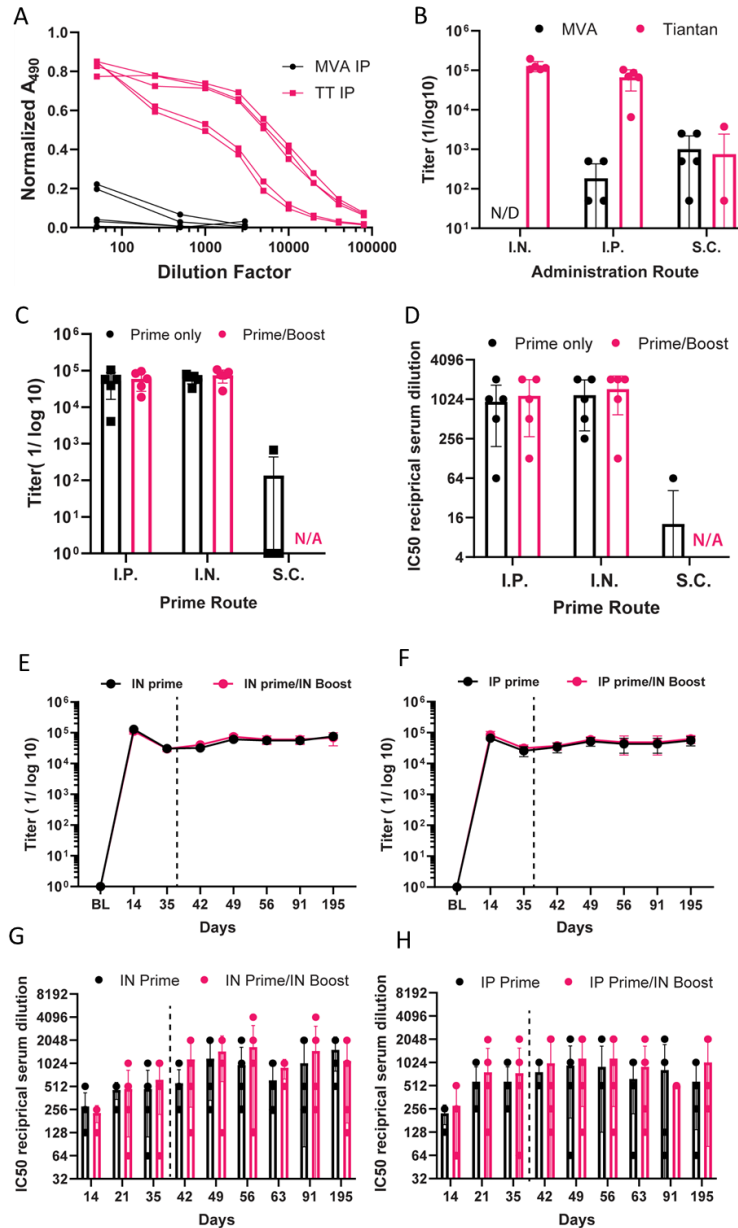 A
MVA IP
TT IP
Normalized A490
1.0
0.8
0.6
0.4
0.2
0.0
100 1000 10000 100000
Dilution Factor
B
MVA Tiantan
Titer (1/log10)
10^6
10^5
10^4
10^3
10^2
10^1
N/D
I.N. I.P. S.C.
Administration Route
C
Prime only Prime/Boost
Titer( 1/ log 10)
10^6
10^5
10^4
10^3
10^2
10^1
10^0
N/A
I.P. I.N. S.C.
Prime Route
D
Prime only Prime/Boost
IC50 reciprical serum dilution
4096
1024
256
64
16
4
N/A
I.P. I.N. S.C.
Prime Route
E
IN prime IN prime/IN Boost
Titer ( 1/ log 10)
10^6
10^5
10^4
10^3
10^2
10^1
10^0
BL 14 35 42 49 56 91 195
Days
F
IP prime IP prime/IN Boost
Titer ( 1/ log 10)
10^6
10^5
10^4
10^3
10^2
10^1
10^0
BL 14 35 42 49 56 91 195
Days
G
IN Prime IN Prime/IN Boost
IC50 reciprical serum dilution
8192
4096
2048
1024
512
256
128
64
32
14 21 35 42 49 56 63 91 195
Days
H
IP Prime IP Prime/IN Boost
IC50 reciprical serum dilution
8192
4096
2048
1024
512
256
128
64
32
14 21 35 42 49 56 63 91 195
Days